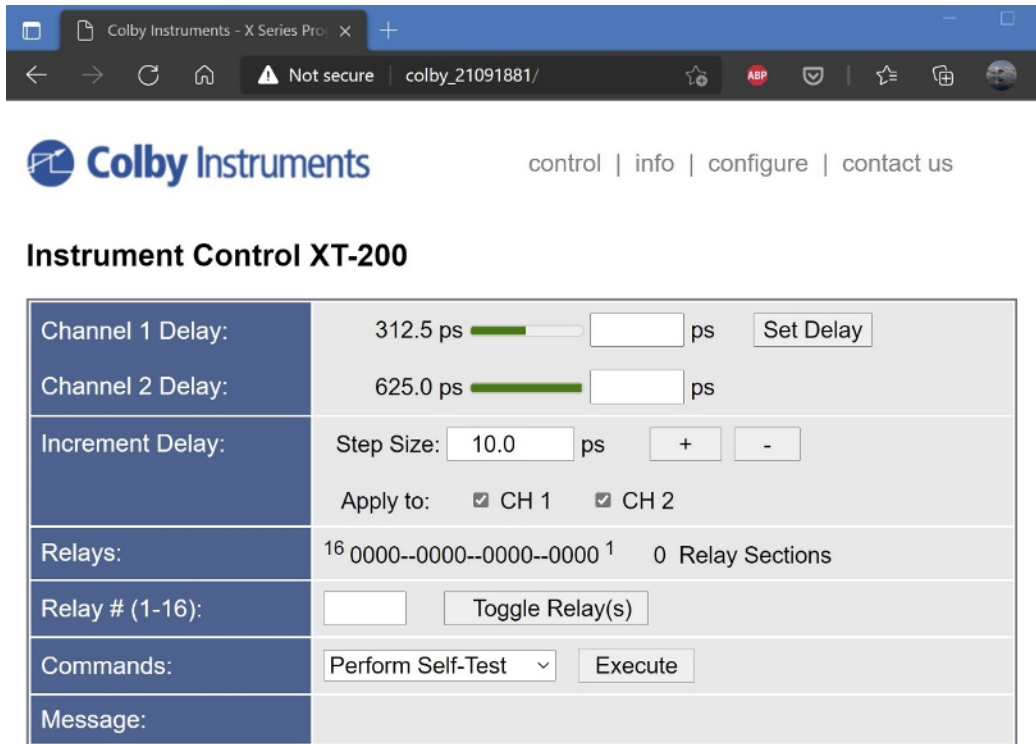 Colby Instruments - X Series Pro
Not secure | colby_21091881/
ABP
Colby Instruments
control | info | configure | contact us
Instrument Control XT-200
Channel 1 Delay: 312.5 ps ps Set Delay
Channel 2 Delay: 625.0 ps ps
Increment Delay: Step Size: 10.0 ps + -
Apply to: CH 1 CH 2
Relays: 16 0000--0000--0000--0000 1 0 Relay Sections
Relay # (1-16): Toggle Relay(s)
Commands: Perform Self-Test Execute
Message: